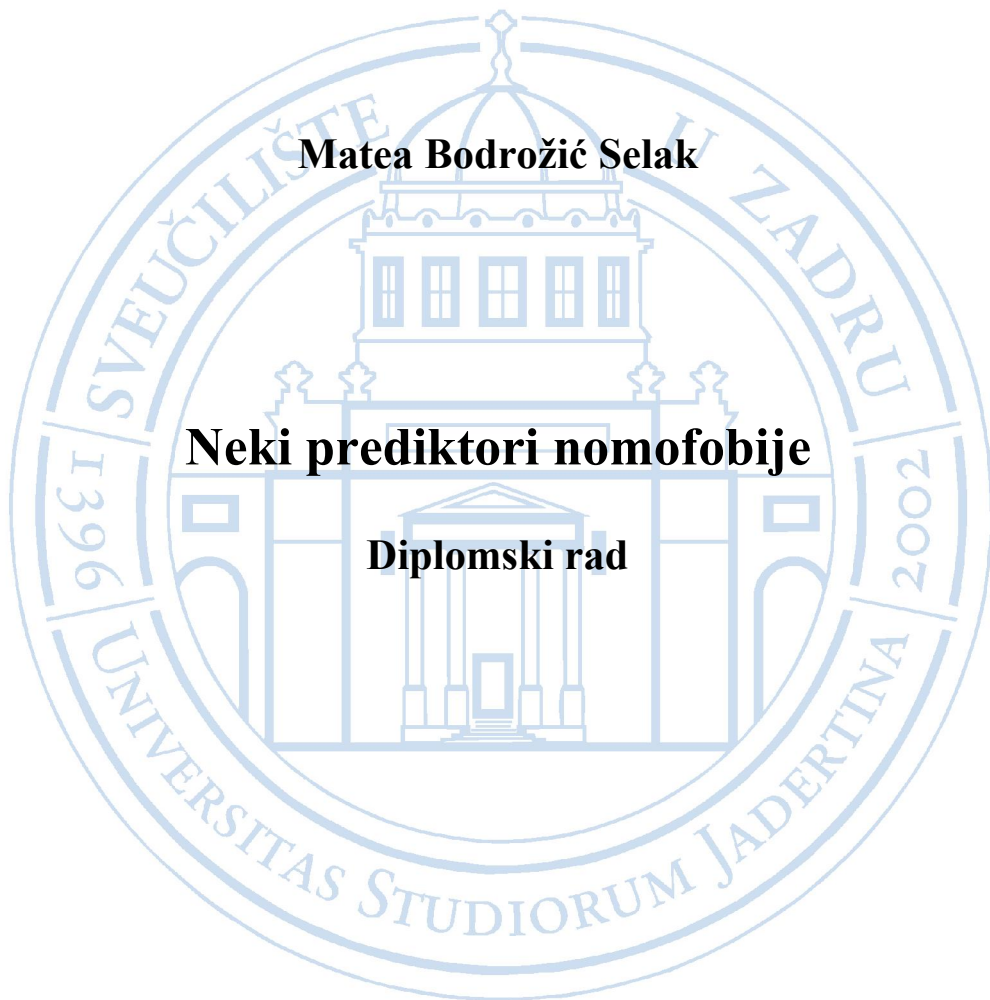 Matea Bodrožić Selak
Neki prediktori nomofobije
Diplomski rad
SVEUČILIŠTE U ZADRU
1396
2002
UNIVERSITAS STUDIORUM JADERTINA